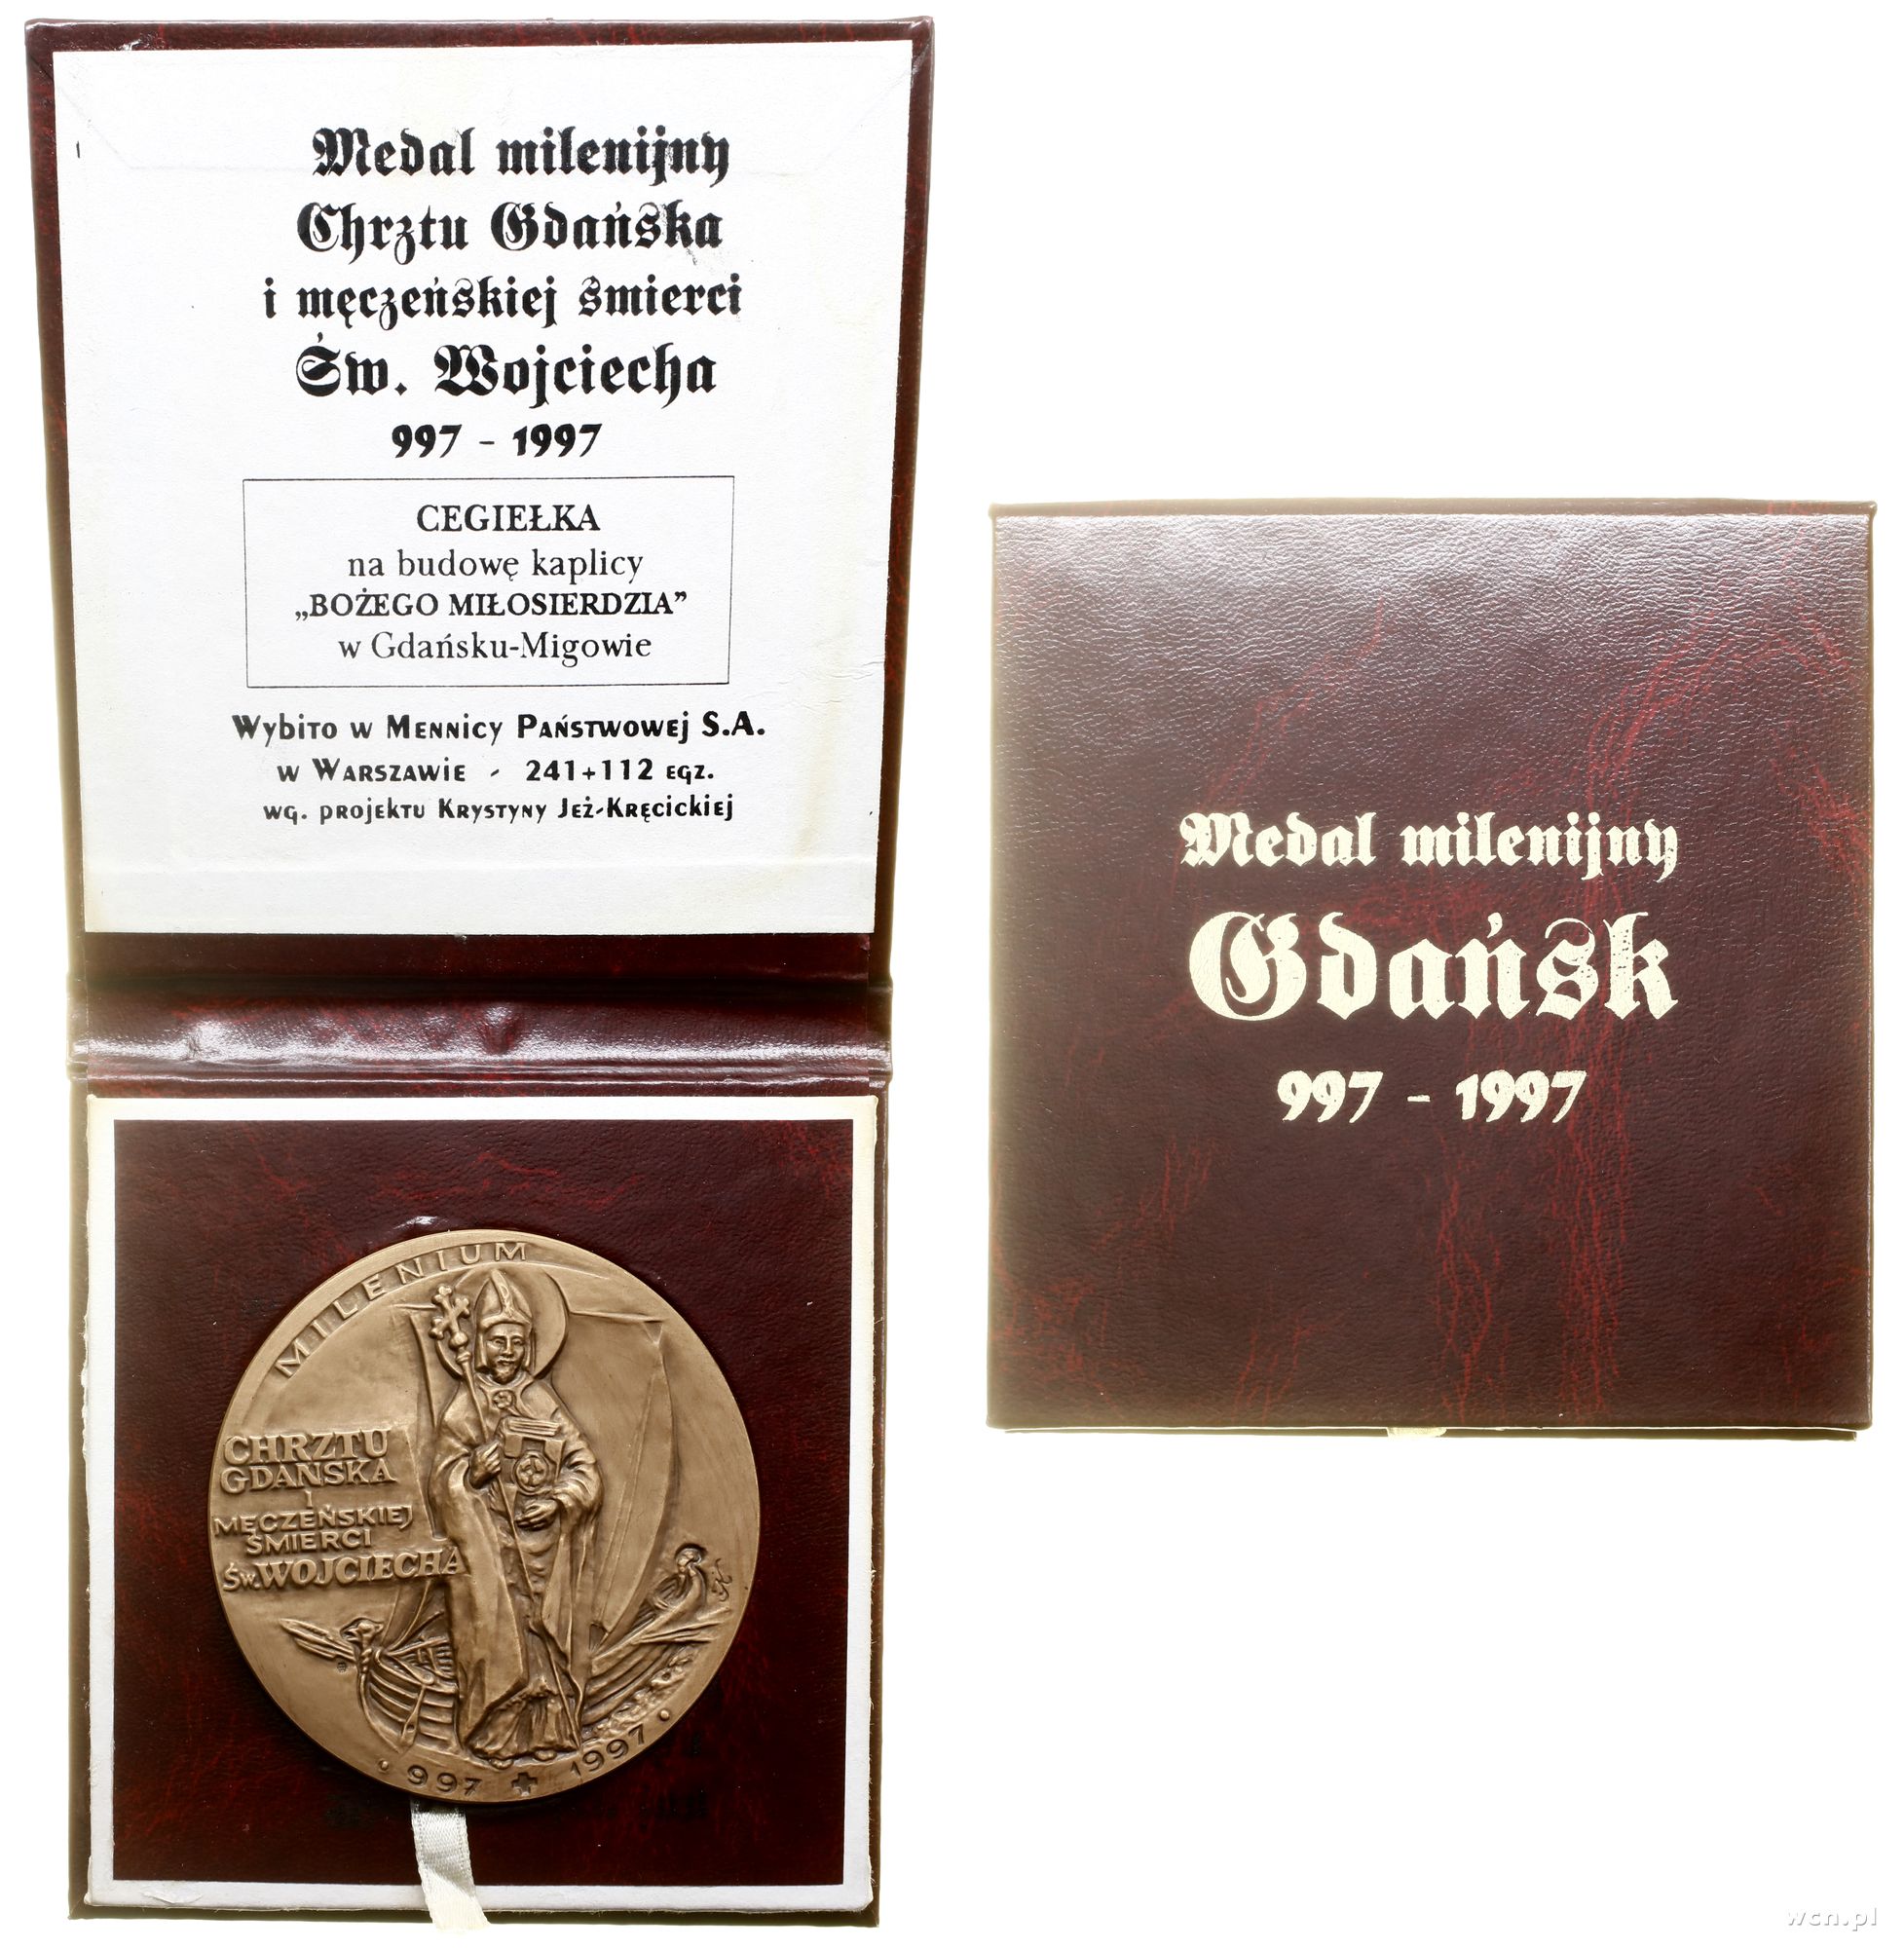 Medal milenijny
Chrztu Gdańska
i męczeńskiej śmierci
Św. Wojciecha
997 - 1997
CEGIEŁKA
na budowę kaplicy
„BOŻEGO MIŁOSIERDZIA”
w Gdańsku-Migowie
Wybito w Mennicy Państwowej S.A.
w Warszawie - 241+112 egz.
wg. projektu Krystyny Jeż-Kręcickiej
MILENIUM
CHRZTU
GDAŃSKA
I
MĘCZEŃSKIEJ
ŚMIERCI
Św. WOJCIECHA
997 + 1997
Medal milenijny
Gdańsk
997 - 1997
wcn.pl